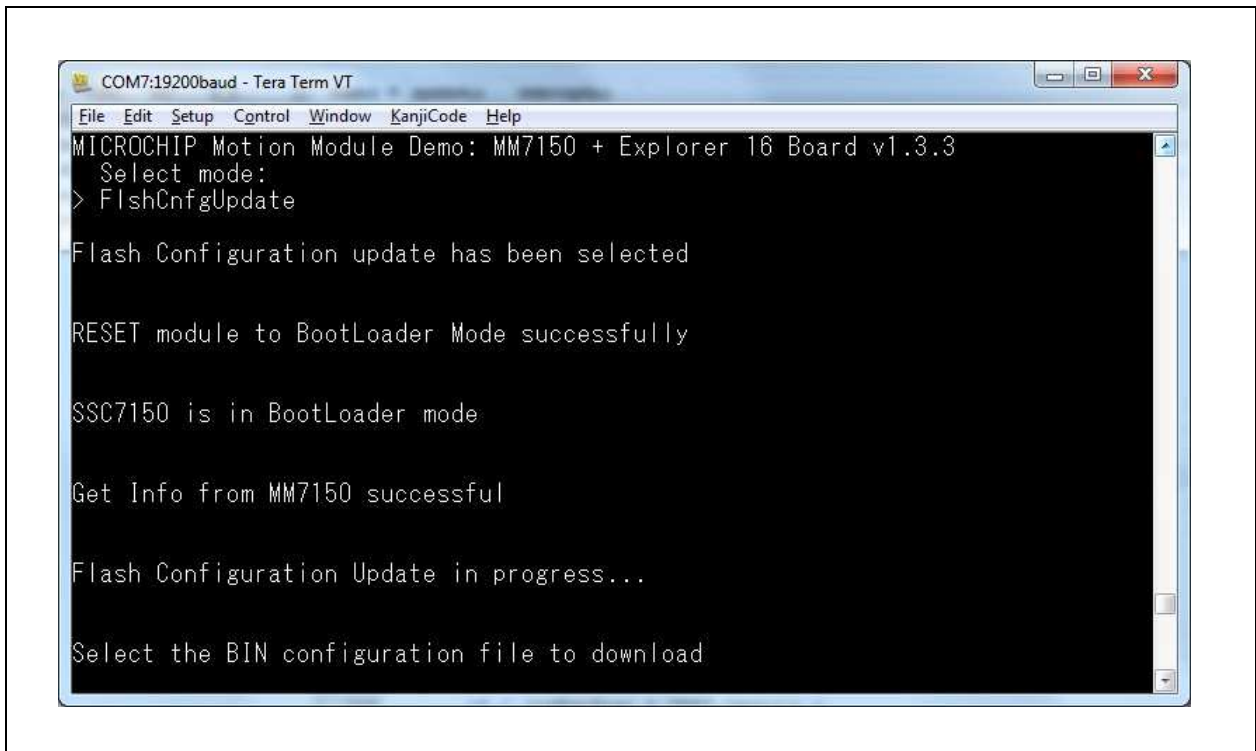 COM7:19200baud - Tera Term VT
File Edit Setup Control Window KanjiCode Help
MICROCHIP Motion Module Demo: MM7150 + Explorer 16 Board v1.3.3
Select mode:
> FlshCnfgUpdate
Flash Configuration update has been selected
RESET module to BootLoader Mode successfully
SSC7150 is in BootLoader mode
Get Info from MM7150 successful
Flash Configuration Update in progress...
Select the BIN configuration file to download